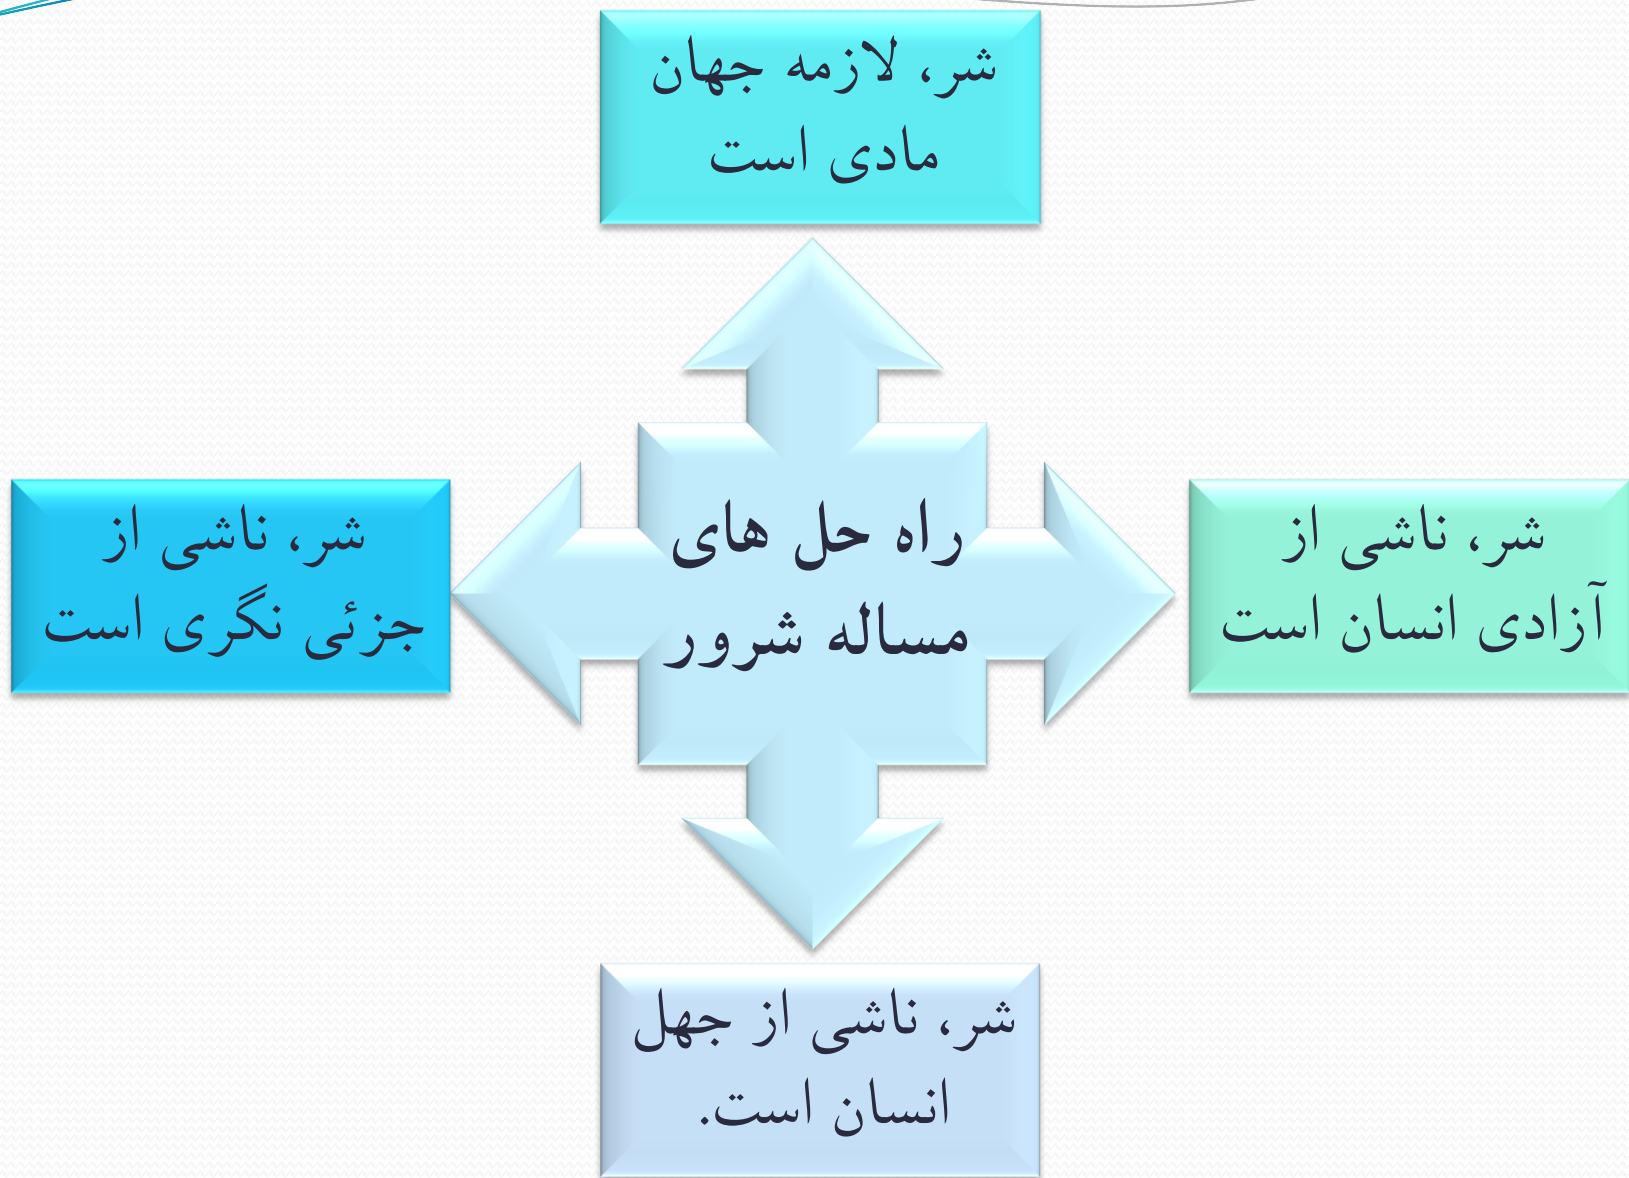 شر، لازمه جهان
مادی است
راه حل های
مساله شرور
شر، ناشی از
آزادی انسان است
شر، ناشی از
جزئی نگری است
شر، ناشی از جهل
انسان است.